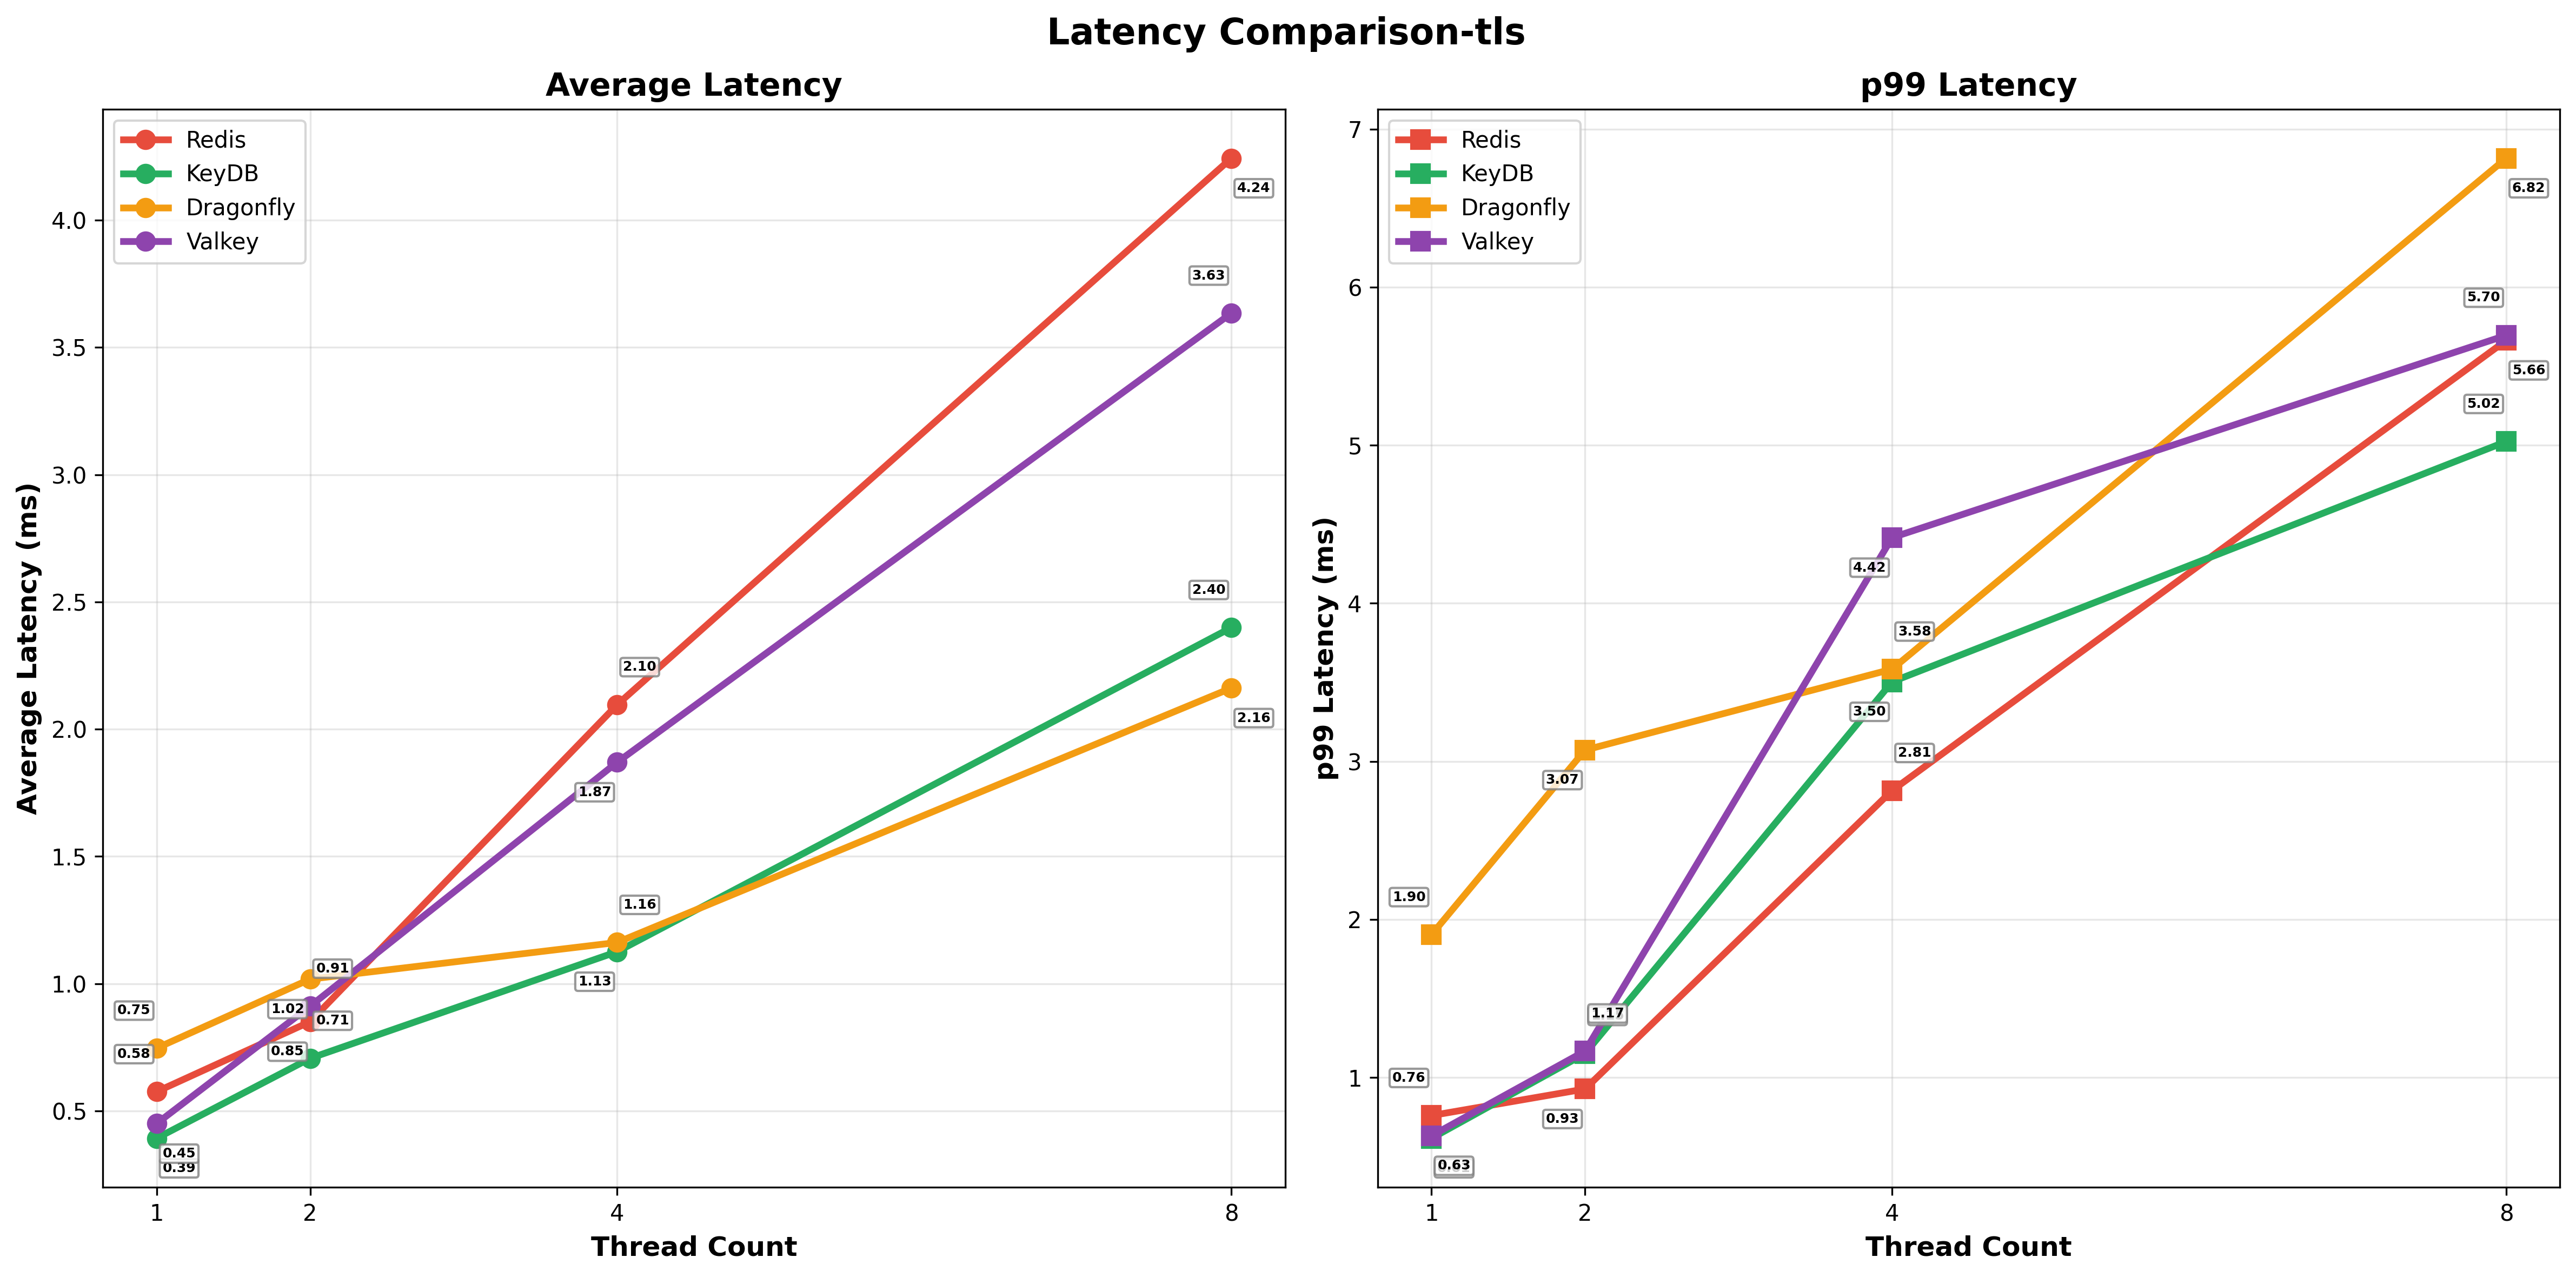 Latency Comparison-tls
Average Latency
Redis
KeyDB
Dragonfly
Valkey
4.24
3.63
2.40
2.16
2.10
1.87
1.16
1.13
0.91
1.02
0.71
0.85
0.75
0.58
0.45
0.39
4.0
3.5
3.0
2.5
2.0
1.5
1.0
0.5
Average Latency (ms)
1 2 4 8
Thread Count
p99 Latency
Redis
KeyDB
Dragonfly
Valkey
6.82
5.70
5.66
5.02
4.42
3.58
3.50
2.81
3.07
1.90
1.17
0.93
0.76
0.63
7
6
5
4
3
2
1
p99 Latency (ms)
1 2 4 8
Thread Count